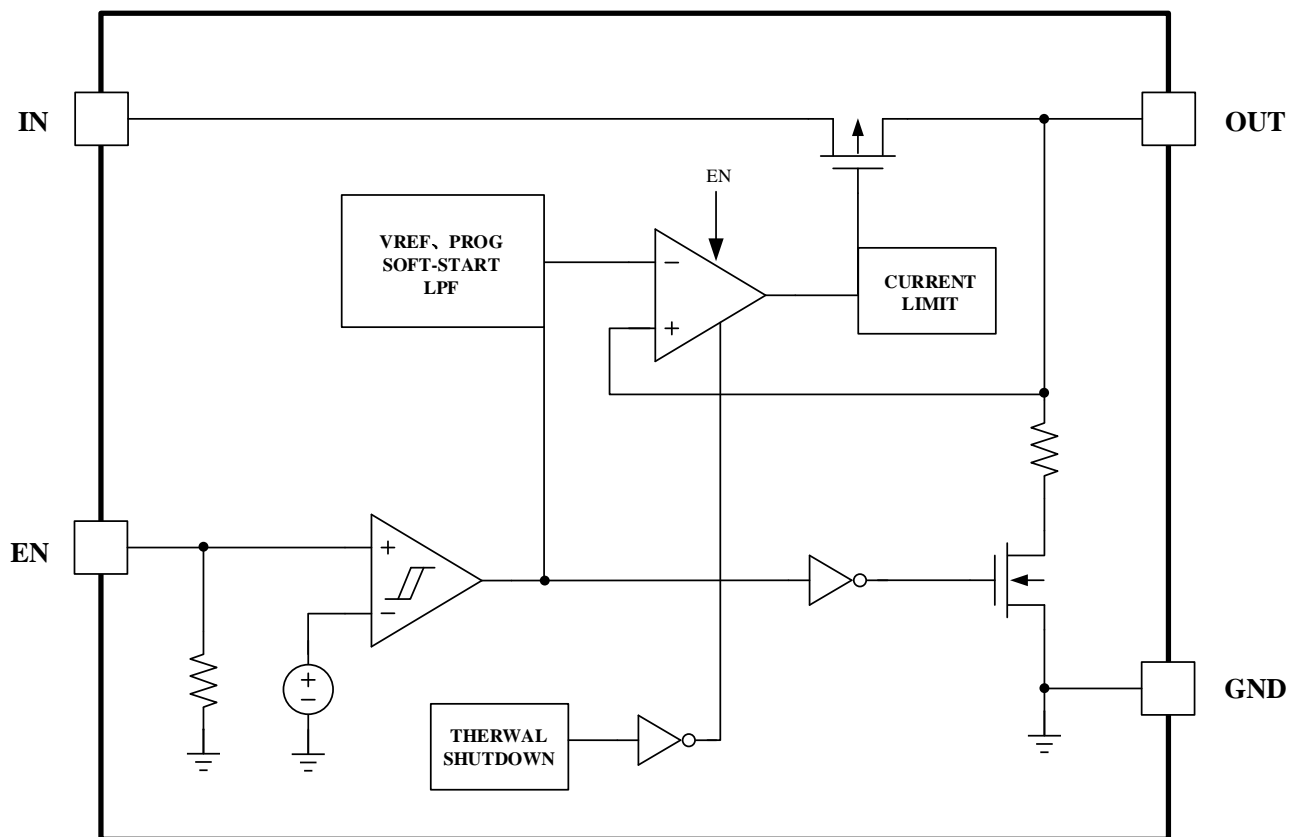 IN
OUT
EN
VREF、PROG
SOFT-START
LPF
−
+
CURRENT
LIMIT
EN
+
−
+
−
GND
THERWAL
SHUTDOWN